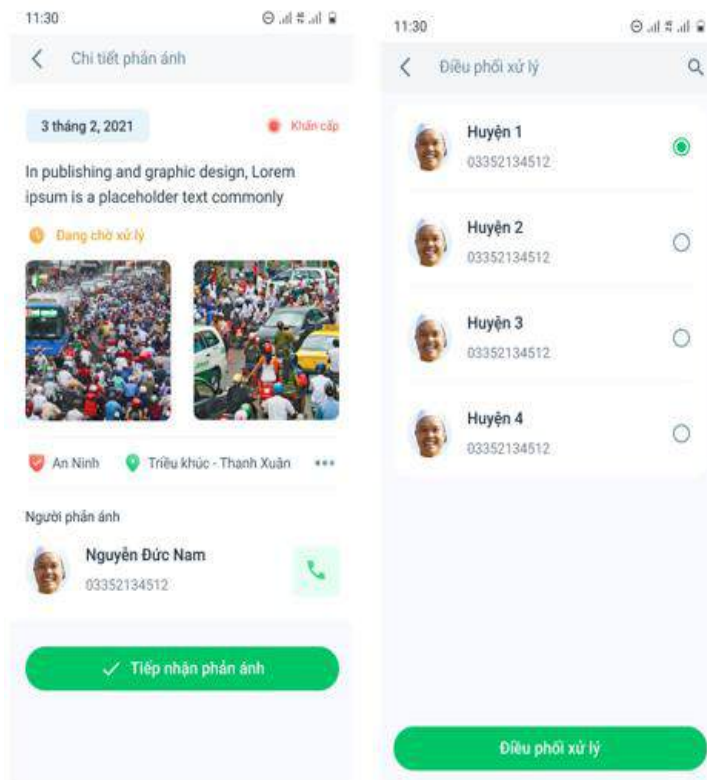 11:30
Chi tiết phản ánh
3 tháng 2, 2021
Khẩn cấp
In publishing and graphic design, Lorem
ipsum is a placeholder text commonly
Đang chờ xử lý
An Ninh
Triều khúc - Thanh Xuân
Người phản ánh
Nguyễn Đức Nam
03352134512
Tiếp nhận phản ánh
11:30
Điều phối xử lý
Huyện 1
03352134512
Huyện 2
03352134512
Huyện 3
03352134512
Huyện 4
03352134512
Điều phối xử lý